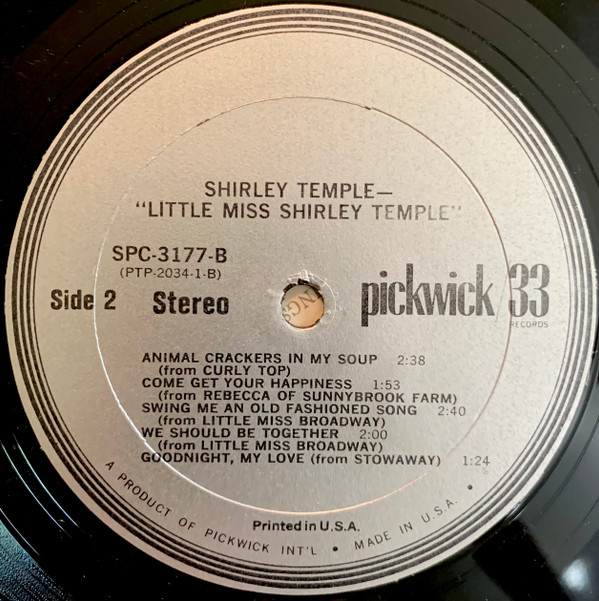 SHIRLEY TEMPLE—
"LITTLE MISS SHIRLEY TEMPLE"
SPC-3177-B
(PTP-2034-1-B)
Side 2 Stereo
pickwick 33
RECORDS
ANIMAL CRACKERS IN MY SOUP 2:38
(from CURLY TOP)
COME GET YOUR HAPPINESS 1:53
(from REBECCA OF SUNNYBROOK FARM)
SWING ME AN OLD FASHIONED SONG 2:40
(from LITTLE MISS BROADWAY)
WE SHOULD BE TOGETHER 2:00
(from LITTLE MISS BROADWAY)
GOODNIGHT, MY LOVE (from STOWAWAY) 1:24
Printed in U.S.A.
A PRODUCT OF PICKWICK INT'L • MADE IN U.S.A. •